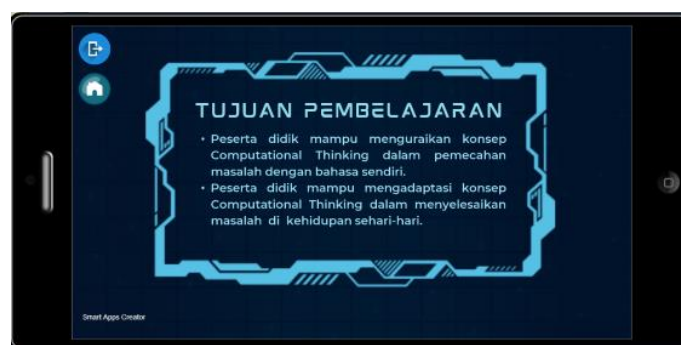 TUJUAN PEMBELAJARAN
• Peserta didik mampu menguraikan konsep
Computational Thinking dalam pemecahan
masalah dengan bahasa sendiri.
• Peserta didik mampu mengadaptasi konsep
Computational Thinking dalam menyelesaikan
masalah di kehidupan sehari-hari.
Smart Apps Creator